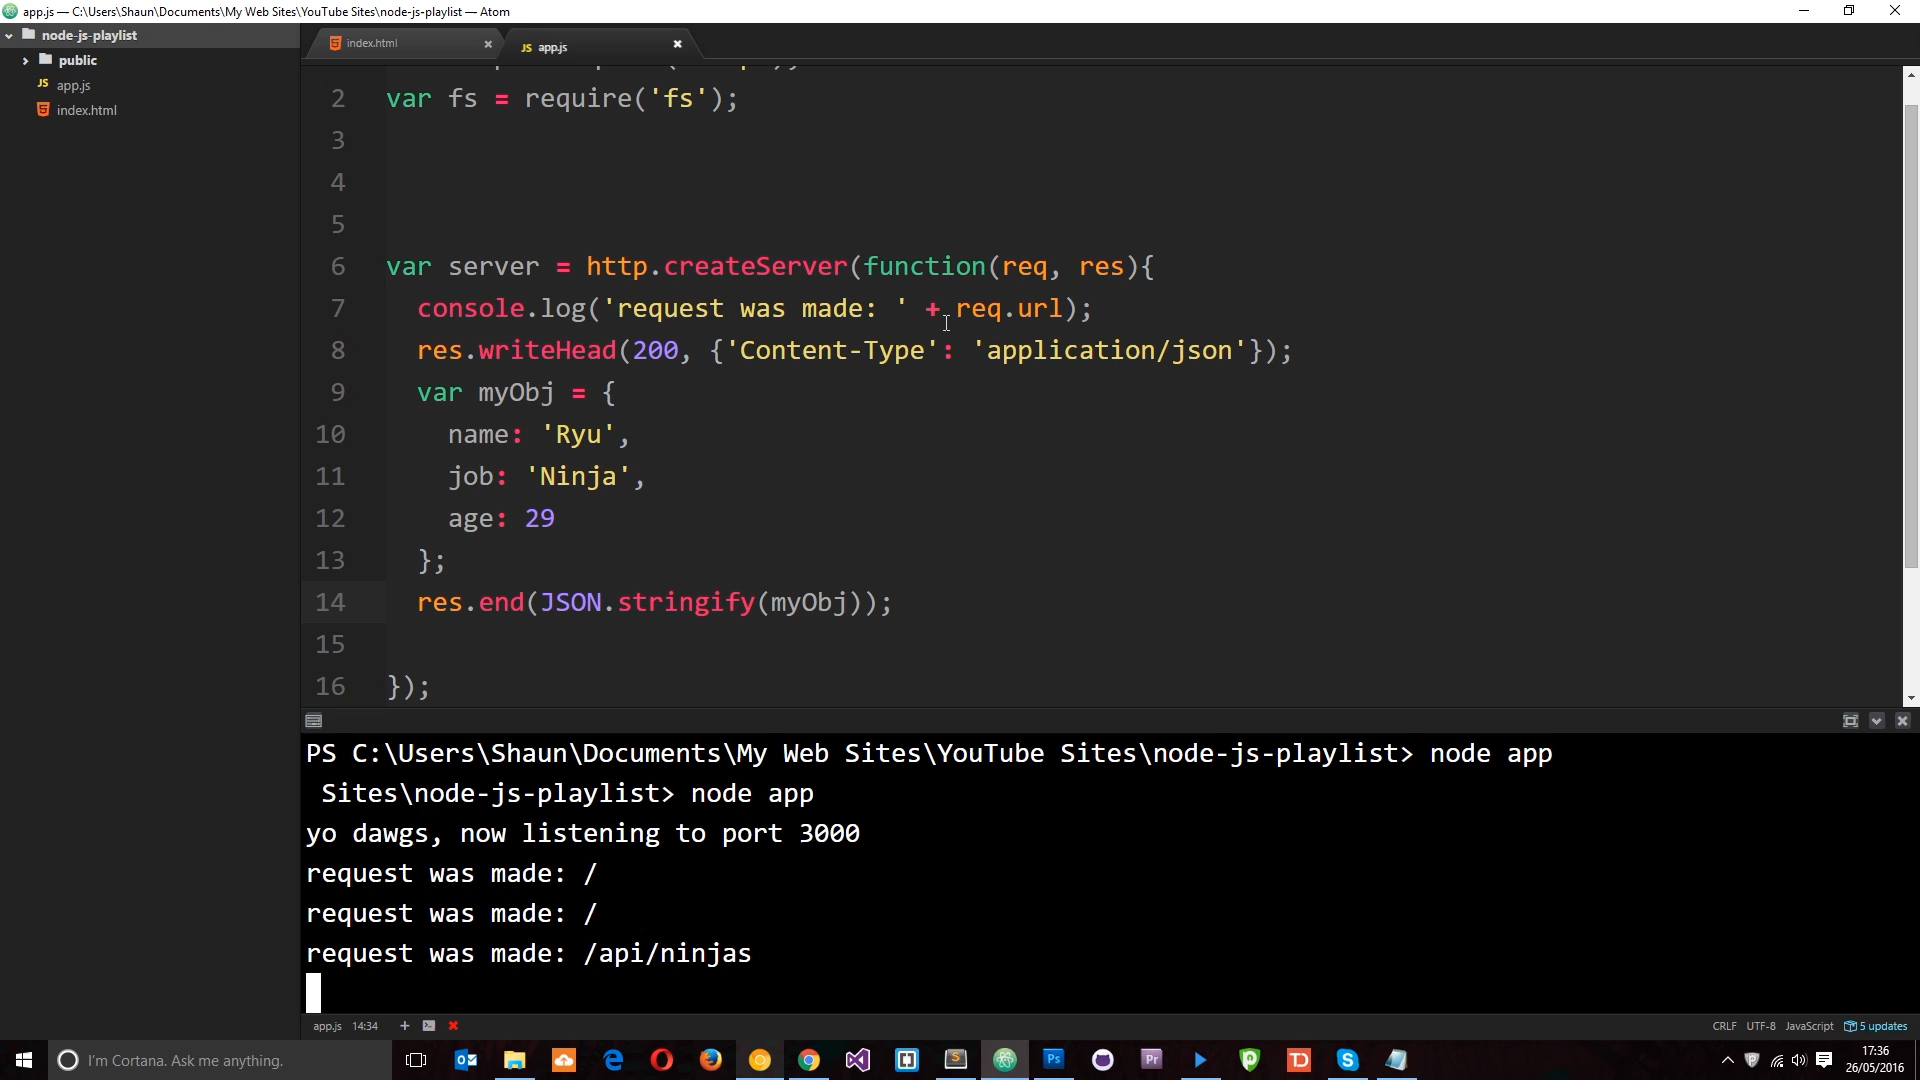 app.js — C:\Users\Shaun\Documents\My Web Sites\YouTube Sites\node-js-playlist — Atom
node-js-playlist
public
app.js
index.html
index.html
app.js
2 var fs = require('fs');
3
4
5
6 var server = http.createServer(function(req, res){
7 console.log('request was made: ' + req.url);
8 res.writeHead(200, {'Content-Type': 'application/json'});
9 var myObj = {
10 name: 'Ryu',
11 job: 'Ninja',
12 age: 29
13 };
14 res.end(JSON.stringify(myObj));
15
16 });
PS C:\Users\Shaun\Documents\My Web Sites\YouTube Sites\node-js-playlist> node app
Sites\node-js-playlist> node app
yo dawgs, now listening to port 3000
request was made: /
request was made: /
request was made: /api/ninjas
app.js 14:34
CRLF UTF-8 JavaScript 5 updates
I'm Cortana. Ask me anything.
17:36
26/05/2016